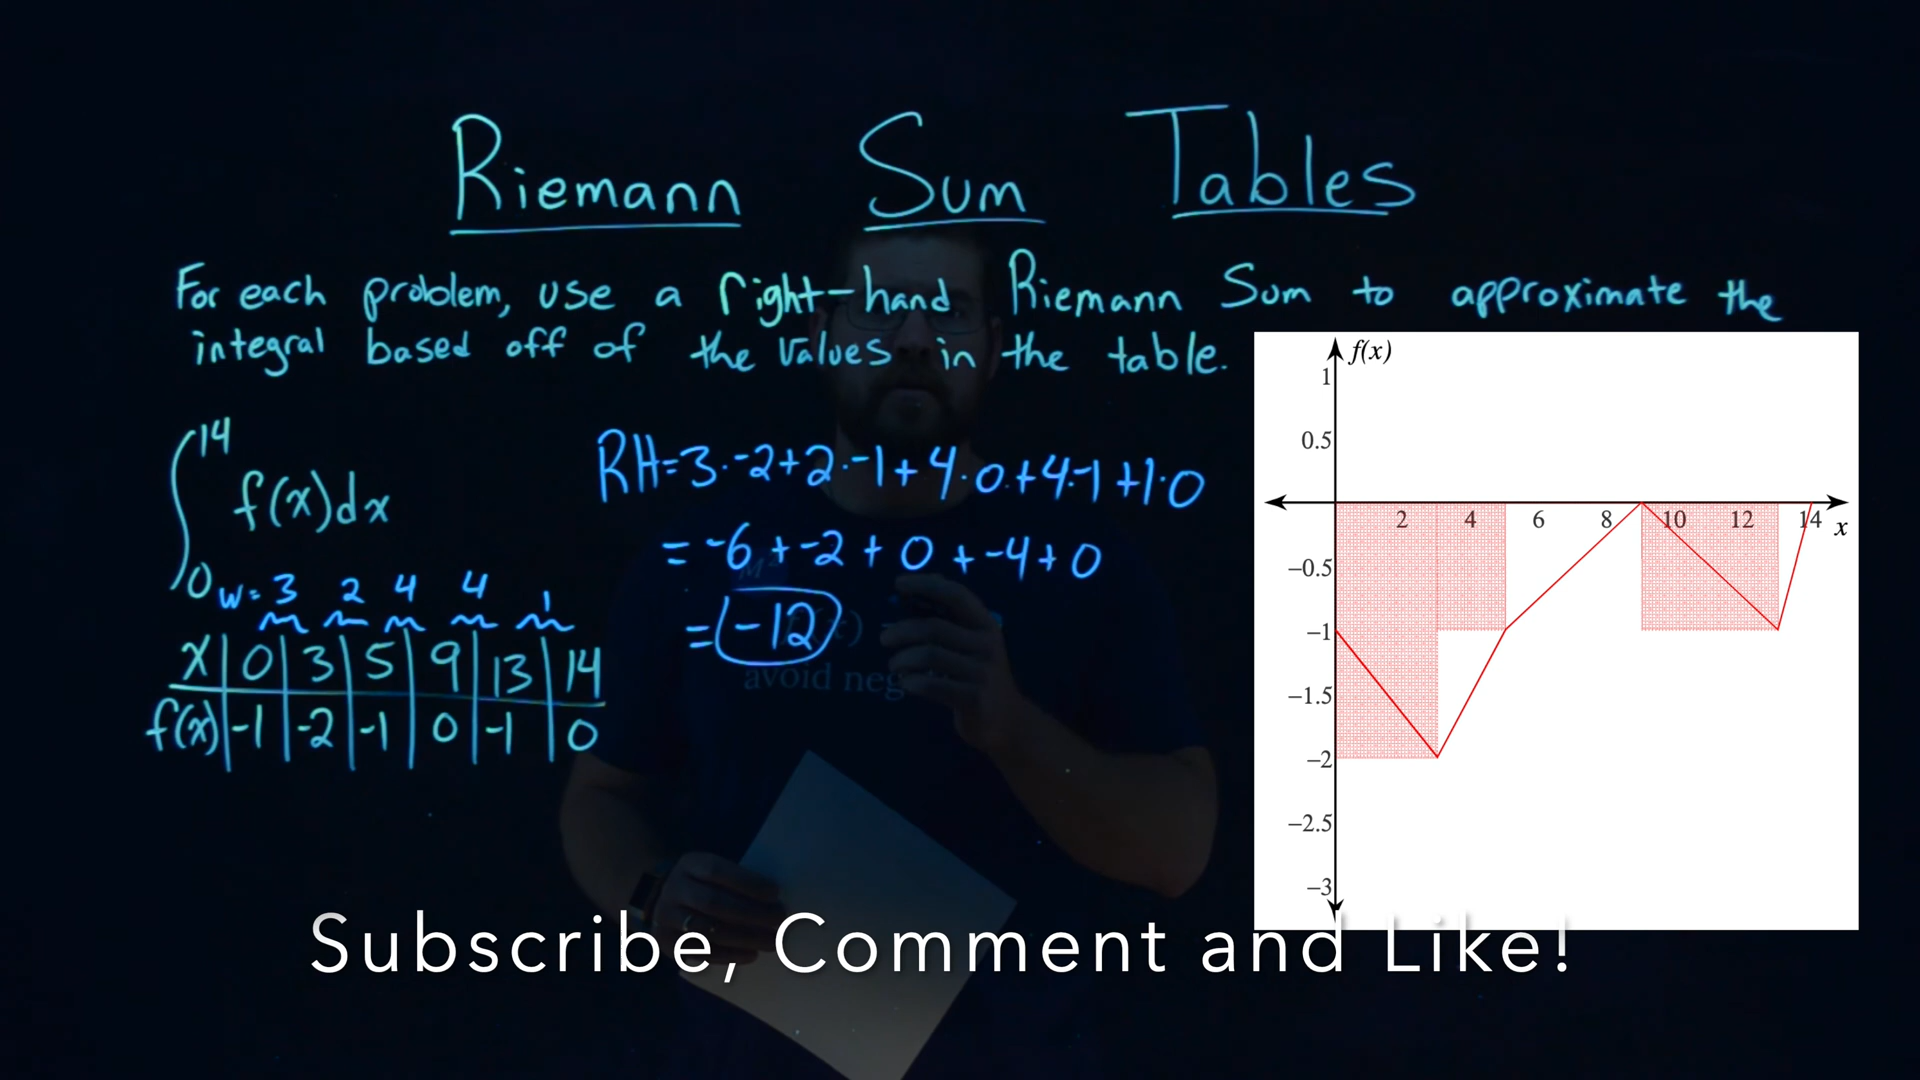 Riemann Sum Tables
For each problem, use a right-hand Riemann Sum to approximate the
integral based off of the values in the table.
∫₀¹⁴ f(x)dx
RH=3·-2+2·-1+4·0+4·-1+1·0
= -6 + -2 + 0 + -4 + 0
= -12
w= 3 2 4 4 1
x 0 3 5 9 13 14
f(x) -1 -2 -1 0 -1 0
avoid neg
f(x)
1
0.5
2 4 6 8 10 12 14 x
–0.5
–1
–1.5
–2
–2.5
–3
Subscribe, Comment and Like!